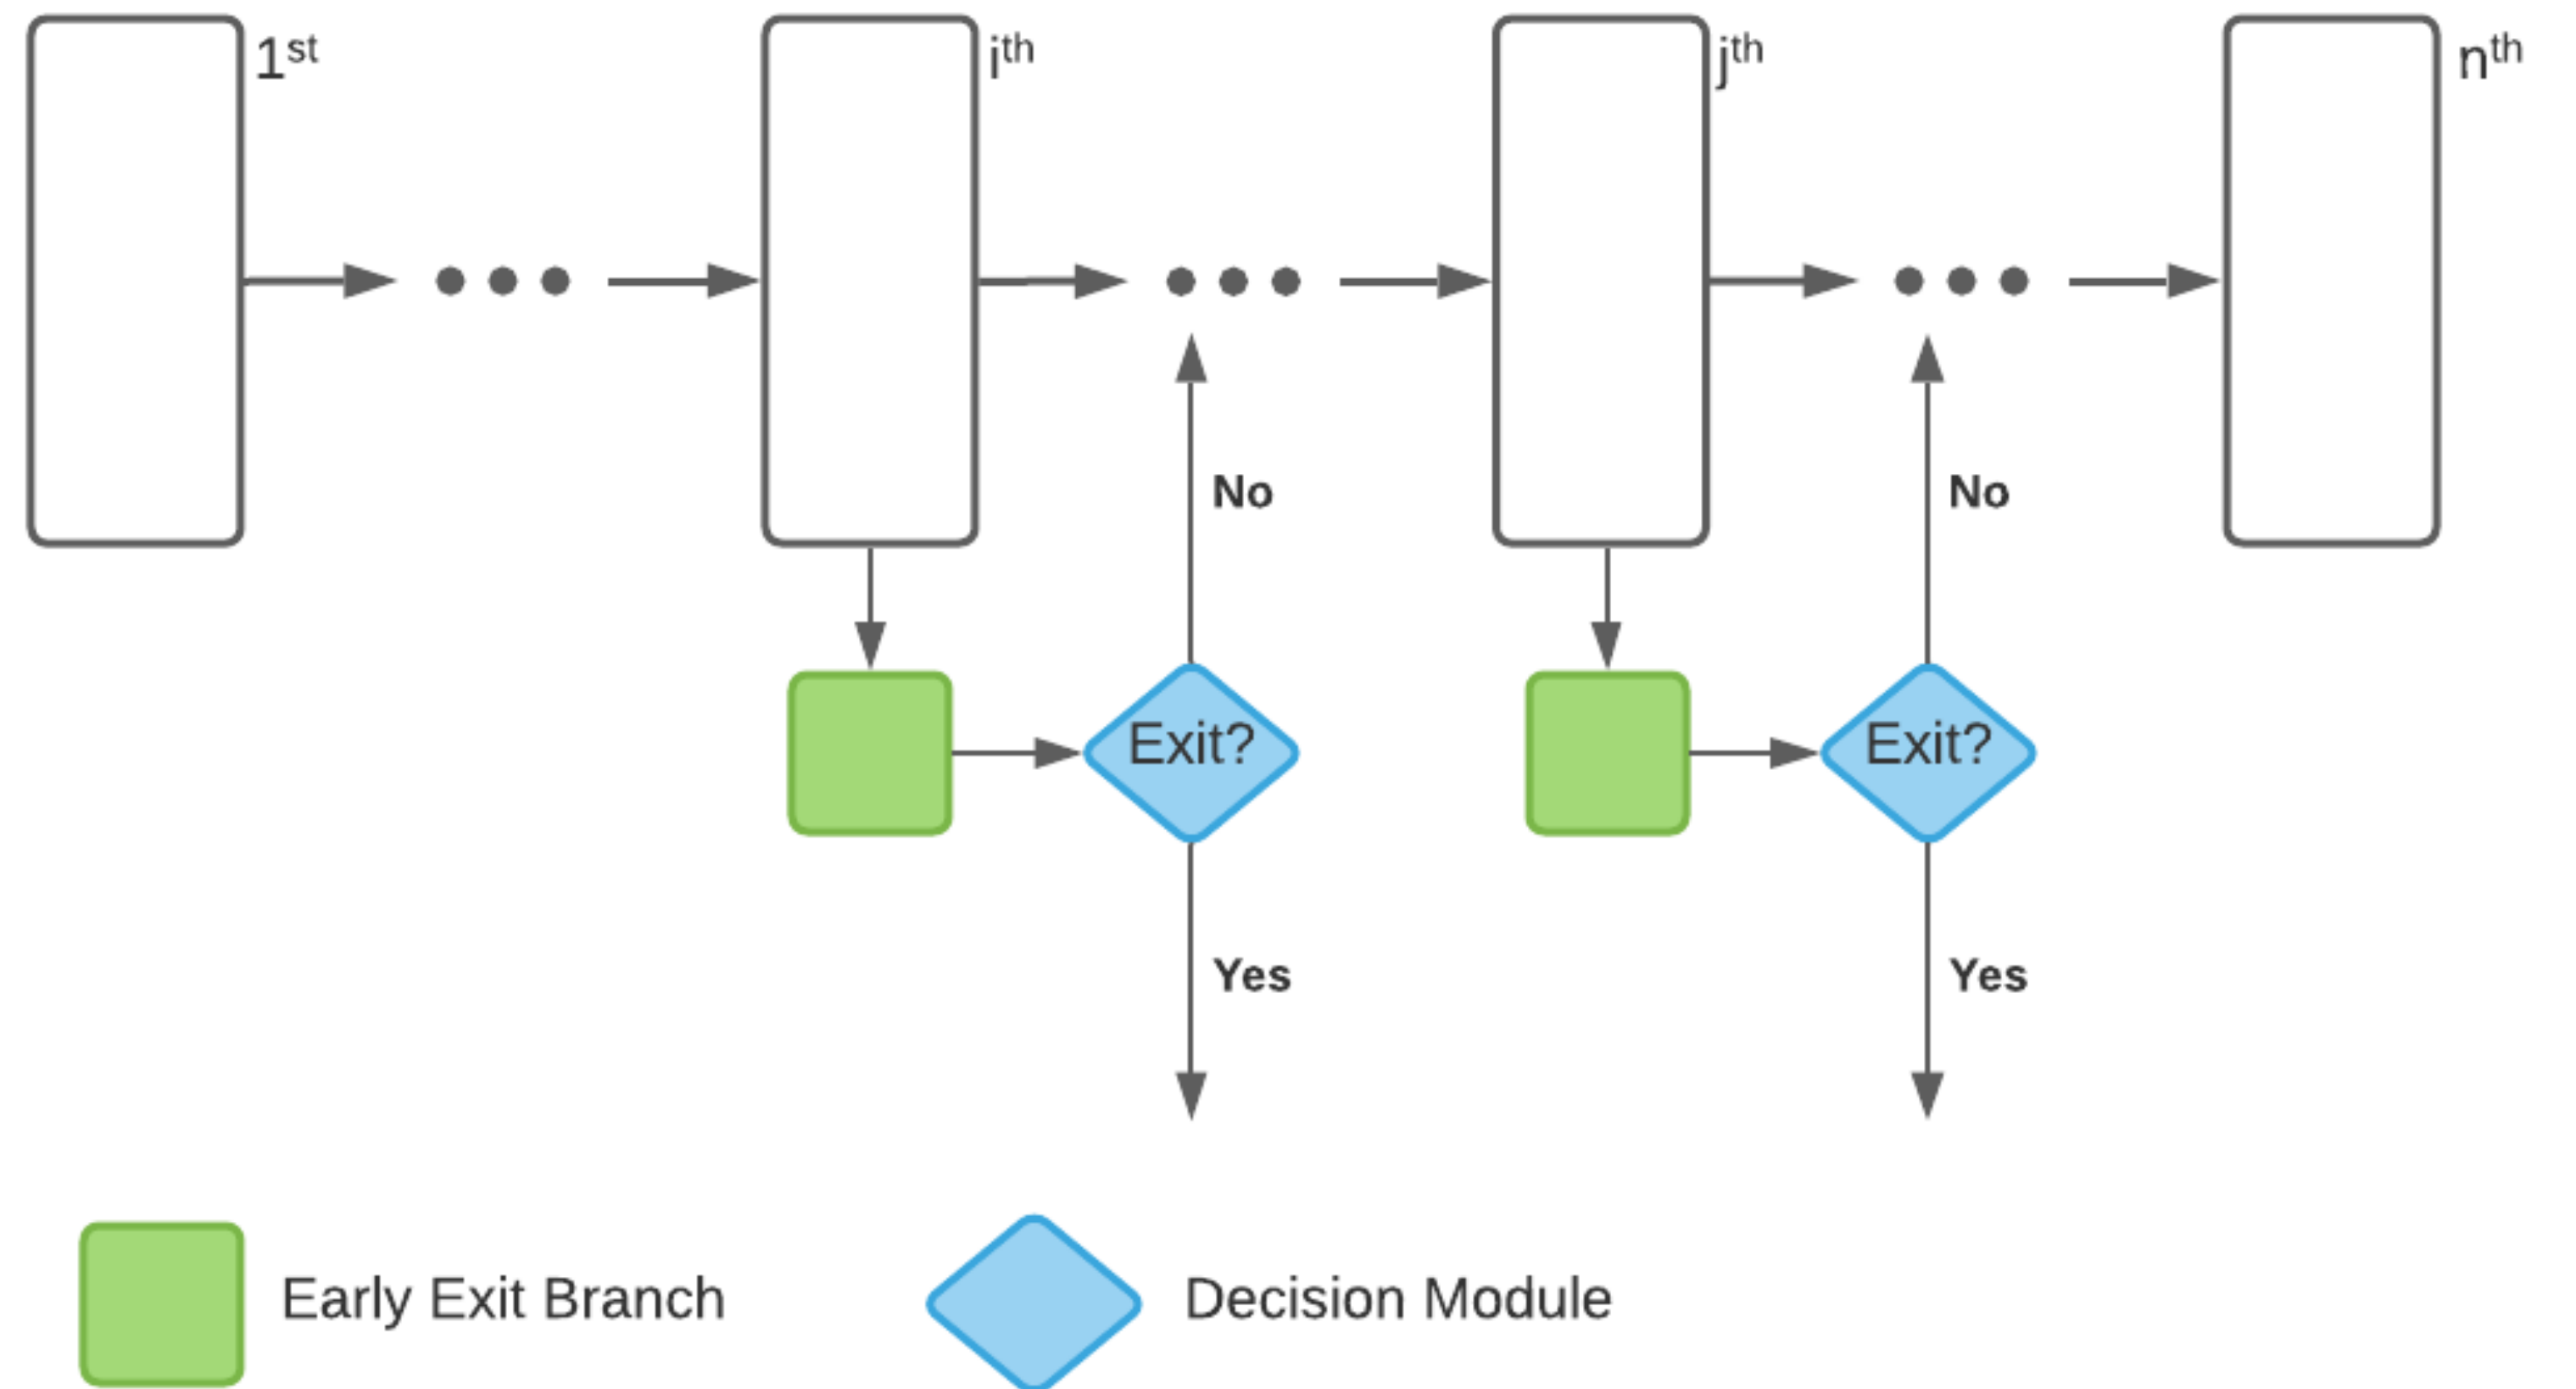 1st
ith
jth
nth
No
No
Exit?
Exit?
Yes
Yes
Early Exit Branch
Decision Module